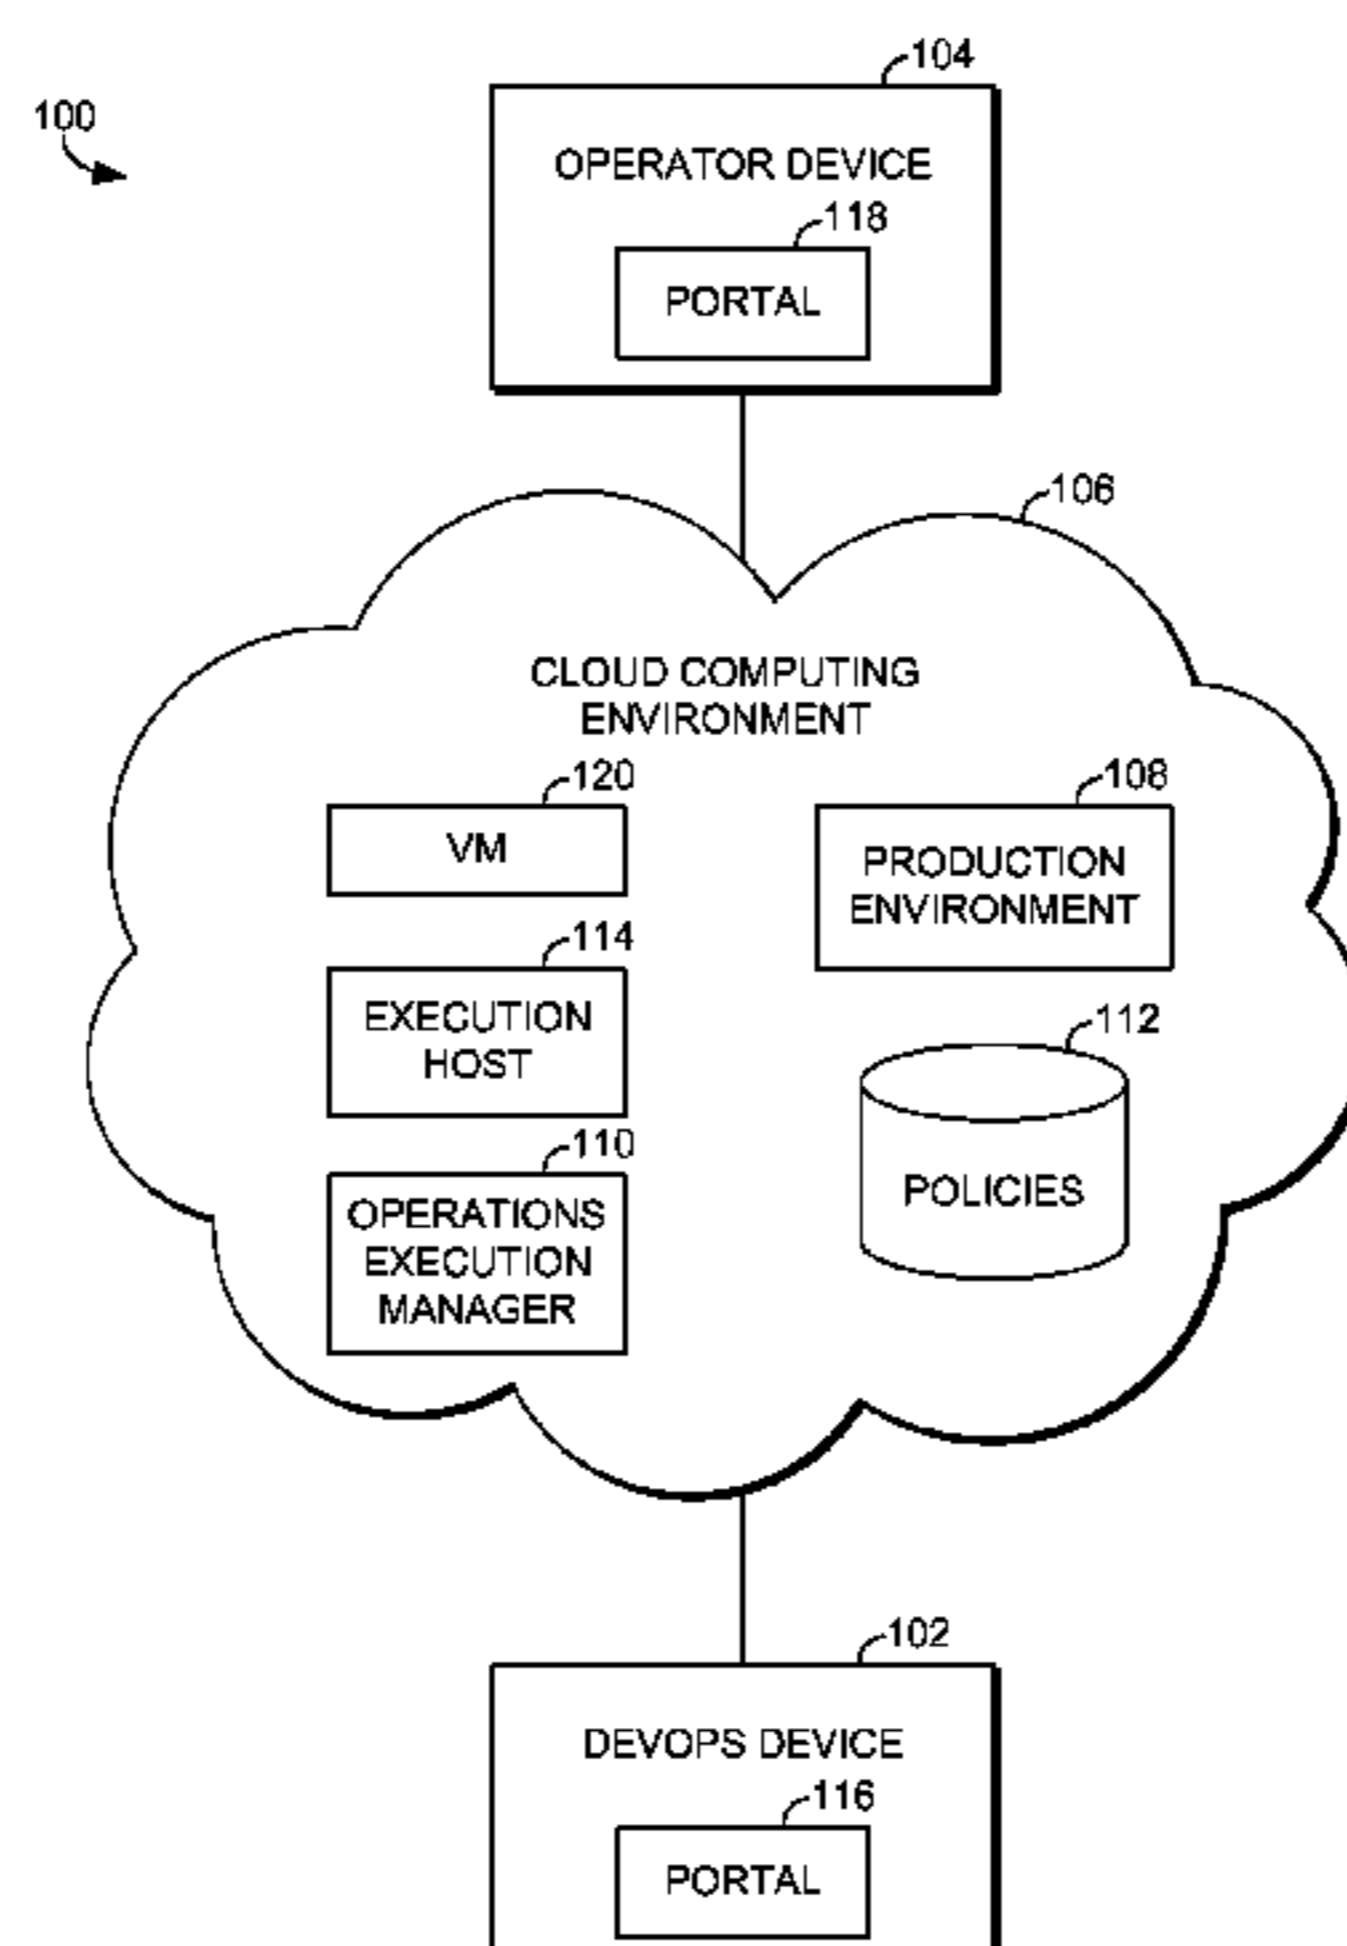 104
100
OPERATOR DEVICE
118
PORTAL
106
CLOUD COMPUTING
ENVIRONMENT
120
VM
108
PRODUCTION
ENVIRONMENT
114
EXECUTION
HOST
112
POLICIES
110
OPERATIONS
EXECUTION
MANAGER
102
DEVOPS DEVICE
116
PORTAL